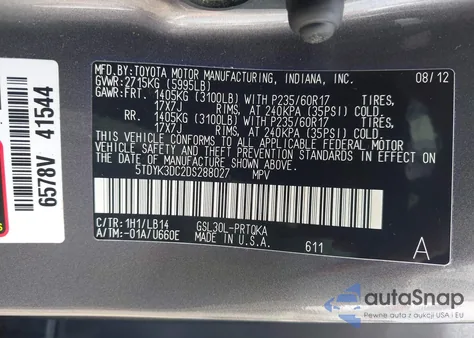 MFD. BY: TOYOTA MOTOR MANUFACTURING, INDIANA, INC. 08/12
GVWR: 2715KG (5995LB)
GAWR: FRT. 1405KG (3100LB) WITH P235/60R17 TIRES,
17X7J RIMS, AT 240KPA (35PSI) COLD
RR. 1405KG (3100LB) WITH P235/60R17 TIRES,
17X7J RIMS, AT 240KPA (35PSI) COLD
THIS VEHICLE CONFORMS TO ALL APPLICABLE FEDERAL MOTOR
VEHICLE SAFETY AND THEFT PREVENTION STANDARDS IN EFFECT
ON THE DATE OF MANUFACTURE SHOWN ABOVE.
5TDYK3DC2DS288027 MPV
C/TR: 1H1/LB14 GSL30L-PRTQKA
A/TM: -01A/U660E MADE IN U.S.A. 611 A
6578V 41544
autoSnap
Pewne auta z USA i EU